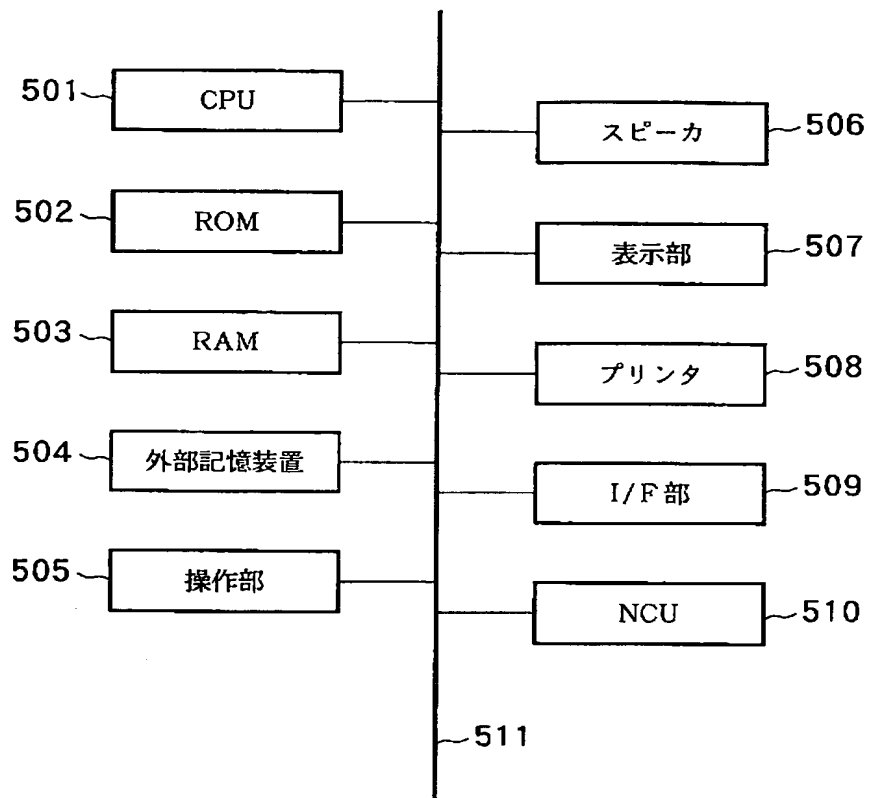 501
CPU
502
ROM
503
RAM
504
外部記憶装置
505
操作部
スピーカ
506
表示部
507
プリンタ
508
I/F部
509
NCU
510
511